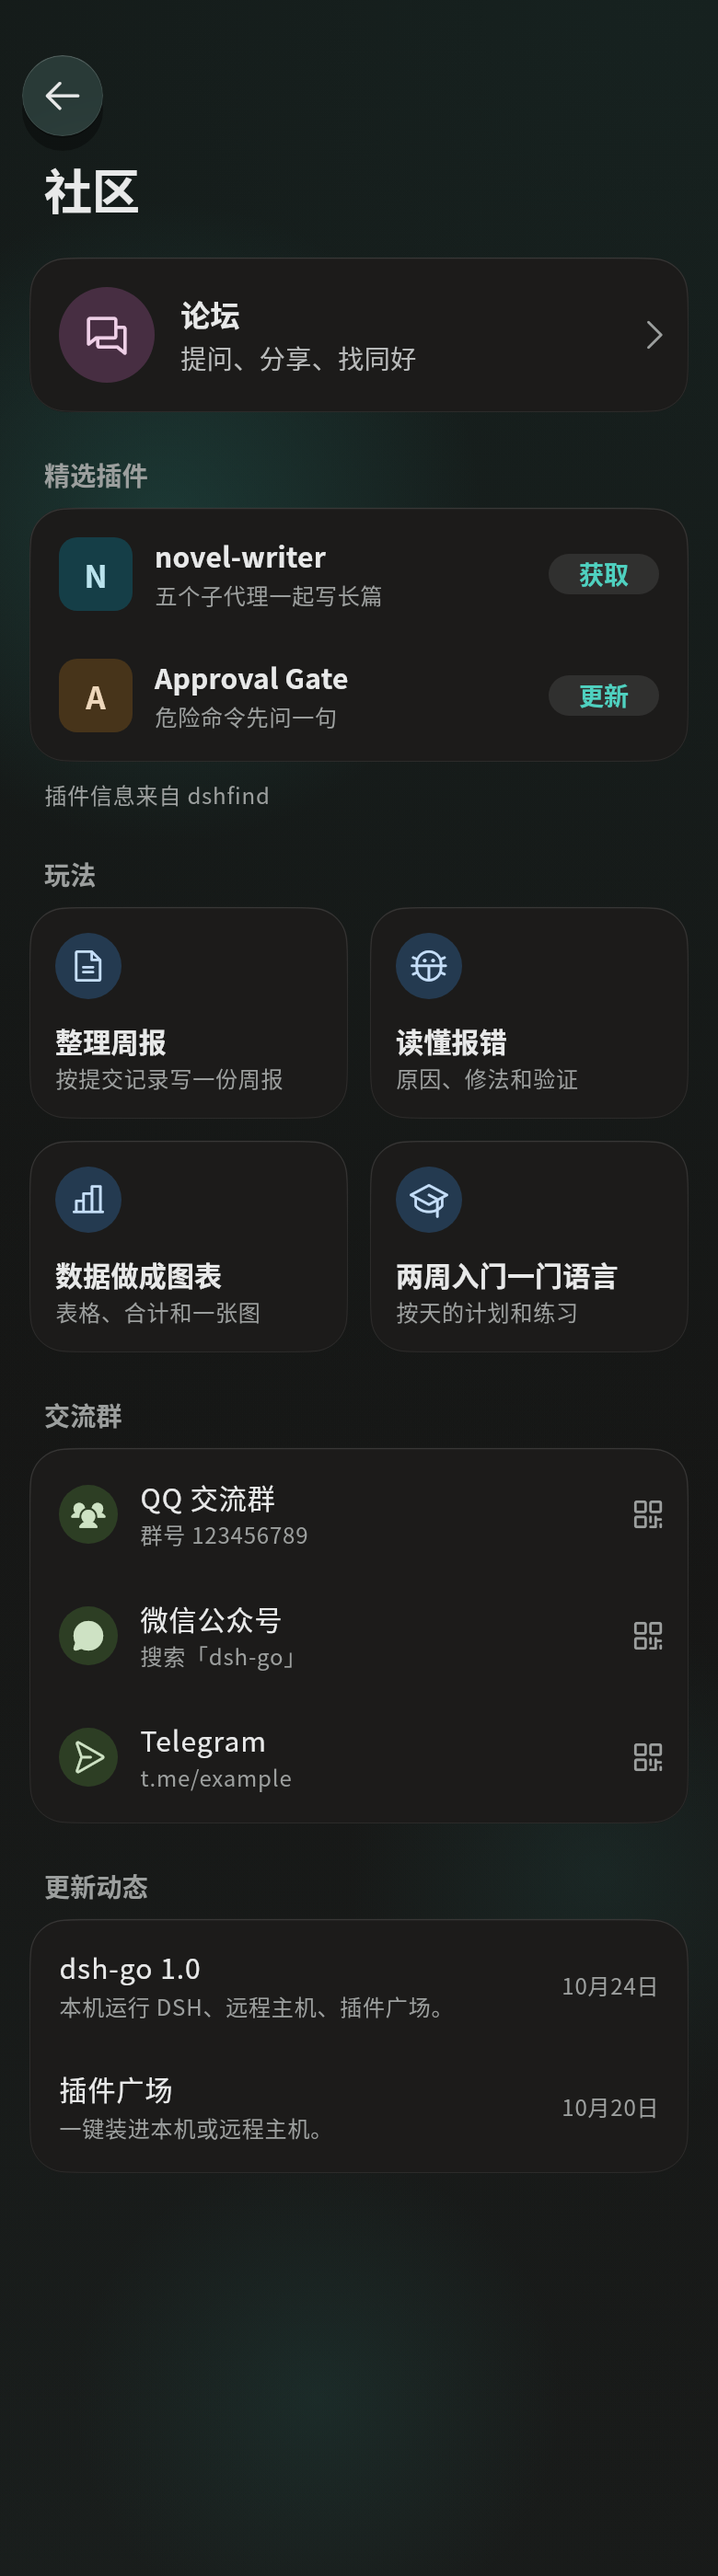 社区
论坛
提问、分享、找同好
精选插件
N
novel-writer
五个子代理一起写长篇
获取
A
Approval Gate
危险命令先问一句
更新
插件信息来自 dshfind
玩法
整理周报
按提交记录写一份周报
读懂报错
原因、修法和验证
数据做成图表
表格、合计和一张图
两周入门一门语言
按天的计划和练习
交流群
QQ 交流群
群号 123456789
微信公众号
搜索「dsh-go」
Telegram
t.me/example
更新动态
dsh-go 1.0
本机运行 DSH、远程主机、插件广场。
10月24日
插件广场
一键装进本机或远程主机。
10月20日